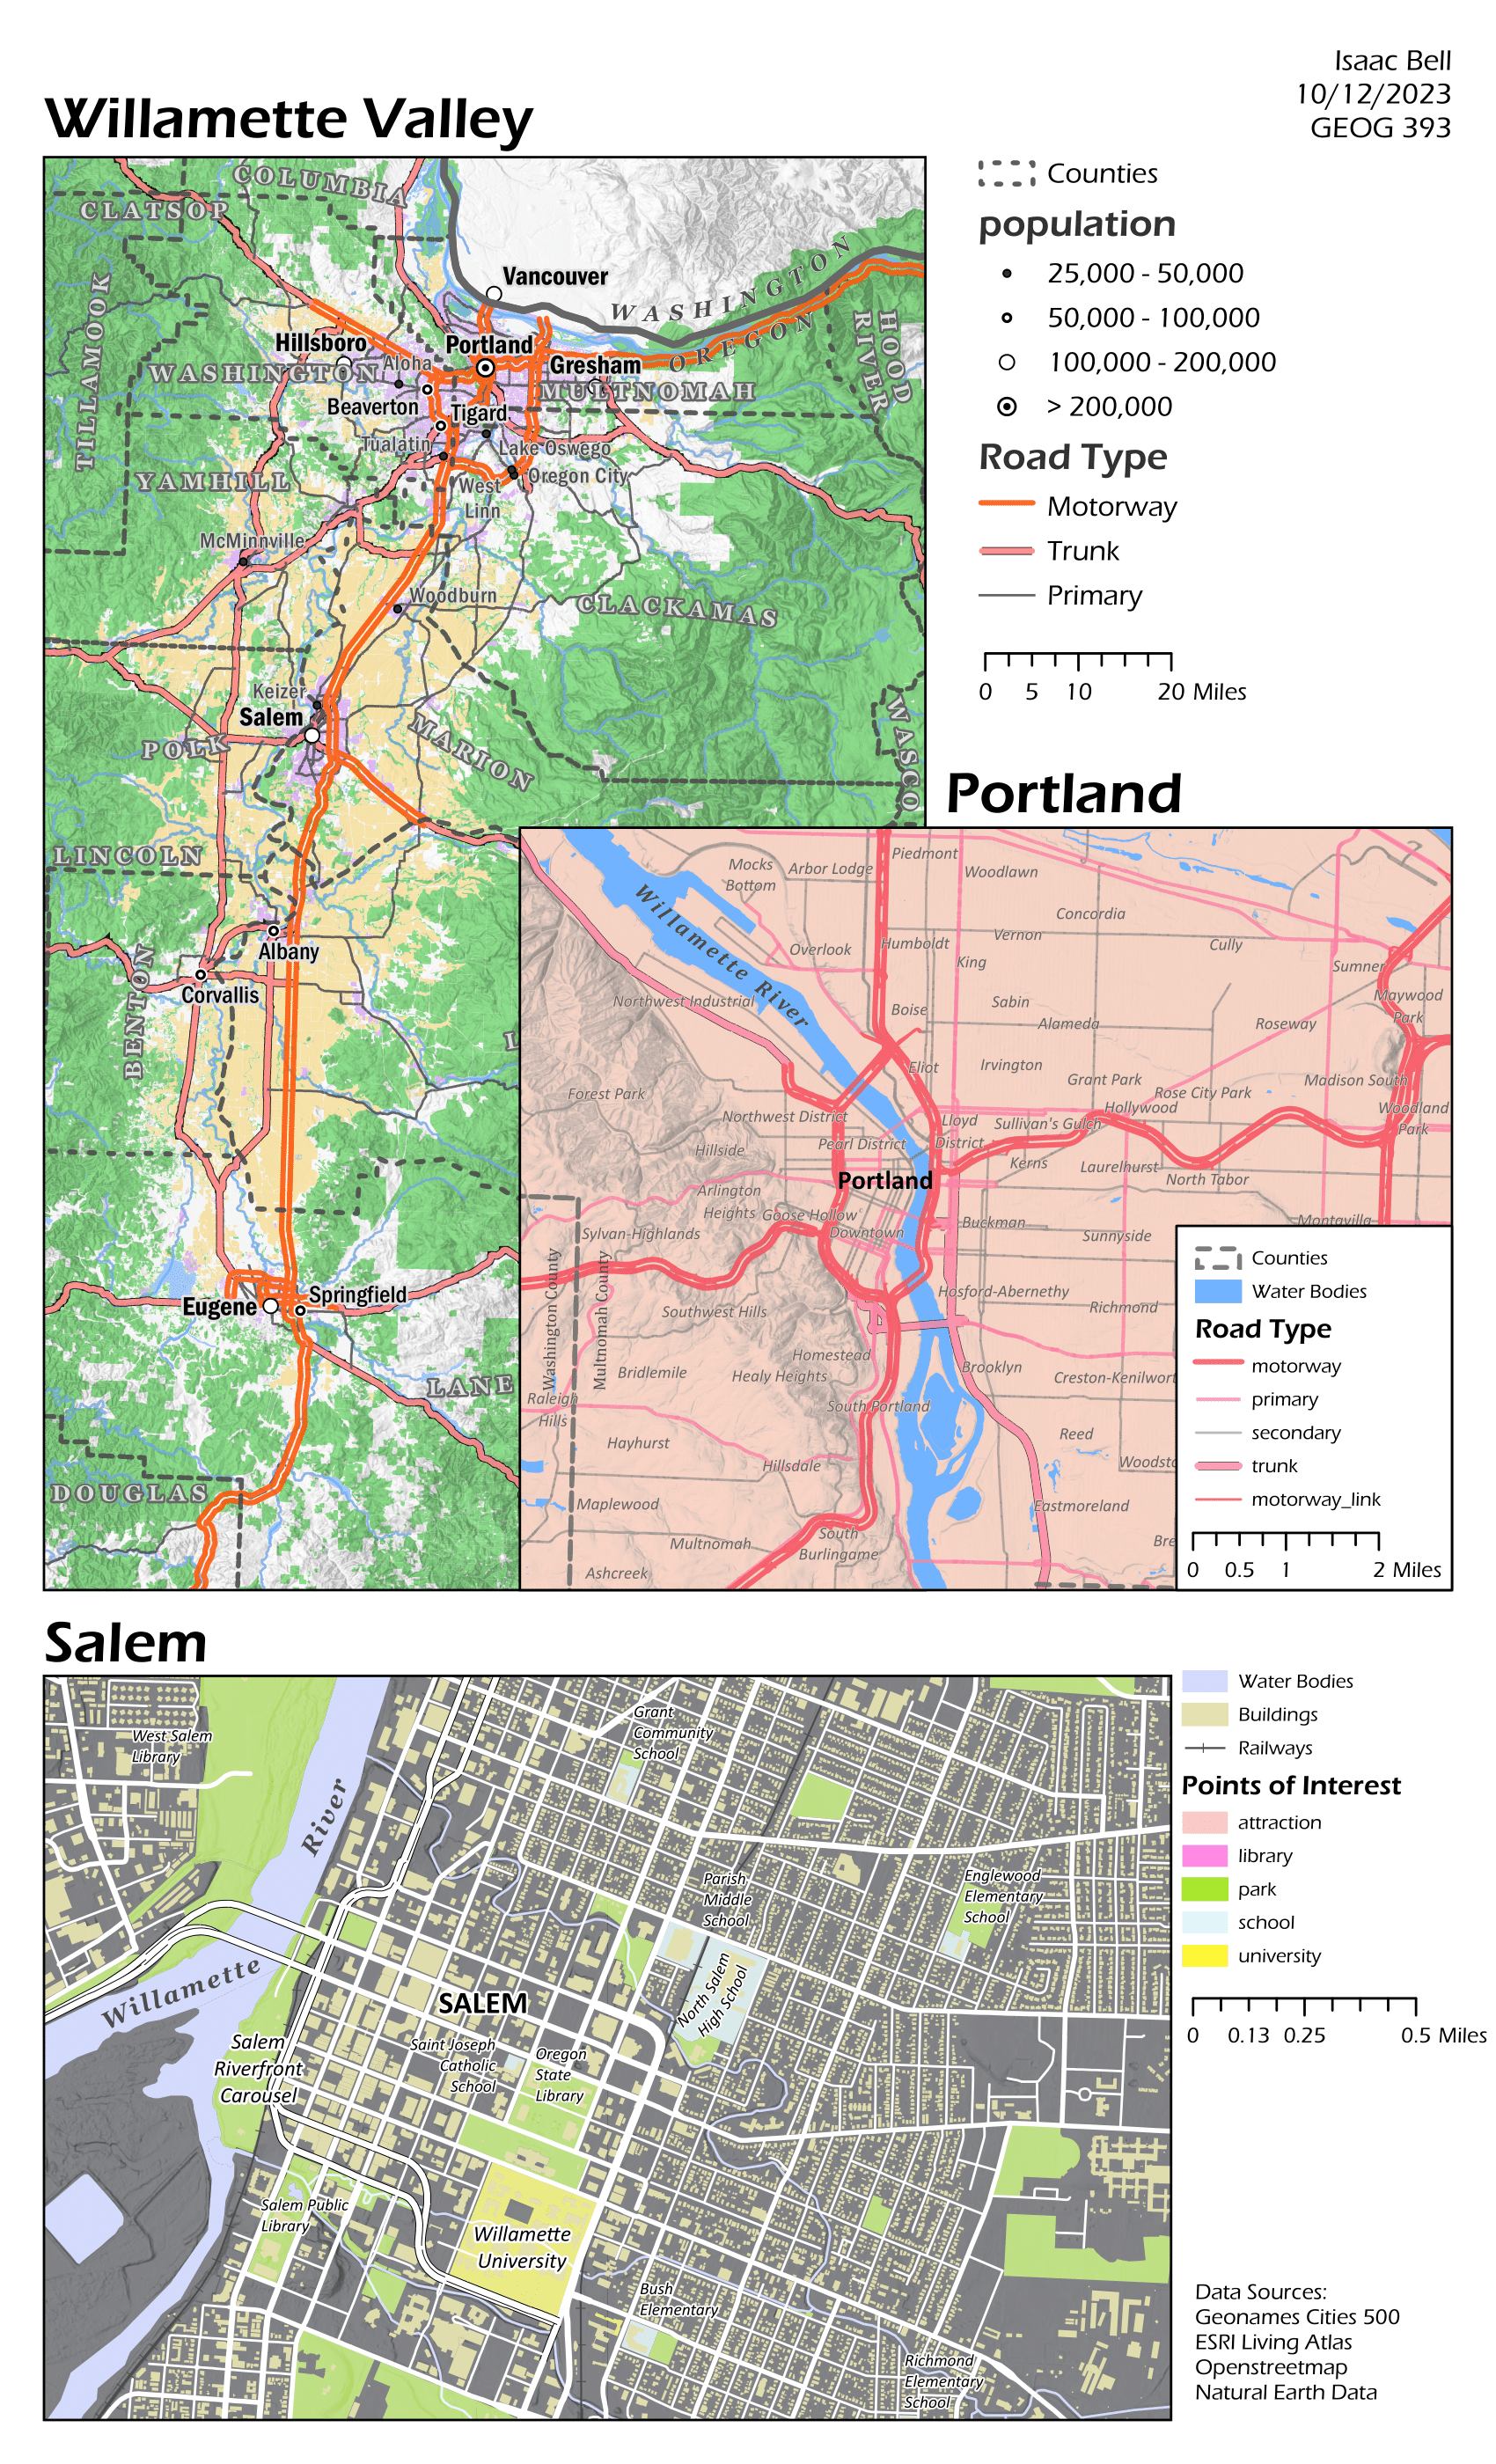 Isaac Bell
10/12/2023
GEOG 393
Willamette Valley
COLUMBIA
CLATSOP
TILLAMOOK
Vancouver
WASHINGTON
OREGON
HOOD
RIVER
Hillsboro
Portland
Aloha
WASHINGTON
Gresham
MULTNOMAH
Beaverton
Tigard
Tualatin
Lake Oswego
YAMHILL
West
Linn
Oregon City
McMinnville
Woodburn
CLACKAMAS
Keizer
Salem
POLK
MARION
WASCO
LINCOLN
Albany
Corvallis
BENTON
L
Springfield
Eugene
LANE
DOUGLAS
Counties
population
25,000 - 50,000
50,000 - 100,000
100,000 - 200,000
> 200,000
Road Type
Motorway
Trunk
Primary
0 5 10 20 Miles
Portland
Piedmont
Mocks
Bottom
Arbor Lodge
Woodlawn
Willamette River
Concordia
Vernon
Overlook
Humboldt
Cully
King
Sumner
Northwest Industrial
Boise
Sabin
Maywood
Park
Alameda
Roseway
Eliot
Irvington
Forest Park
Grant Park
Madison South
Rose City Park
Hollywood
Northwest District
Lloyd
District
Sullivan's Gulch
Woodland
Park
Pearl District
Hillside
Kerns
Laurelhurst
Portland
North Tabor
Arlington
Heights
Goose Hollow
Downtown
Buckman
Montavilla
Sylvan-Highlands
Sunnyside
Washington County
Multnomah County
Hosford-Abernethy
Southwest Hills
Richmond
Homestead
Bridlemile
Healy Heights
Brooklyn
Creston-Kenilwort
Raleigh
Hills
South Portland
Hayhurst
Reed
Hillsdale
Woodsto
Maplewood
Eastmoreland
South
Burlingame
Multnomah
Bre
Ashcreek
Counties
Water Bodies
Road Type
motorway
primary
secondary
trunk
motorway_link
0 0.5 1 2 Miles
Salem
West Salem
Library
Grant
Community
School
River
Willamette
Parish
Middle
School
Englewood
Elementary
School
North Salem
High School
SALEM
Salem
Riverfront
Carousel
Saint Joseph
Catholic
School
Oregon
State
Library
Salem Public
Library
Willamette
University
Bush
Elementary
Richmond
Elementary
School
Water Bodies
Buildings
Railways
Points of Interest
attraction
library
park
school
university
0 0.13 0.25 0.5 Miles
Data Sources:
Geonames Cities 500
ESRI Living Atlas
Openstreetmap
Natural Earth Data